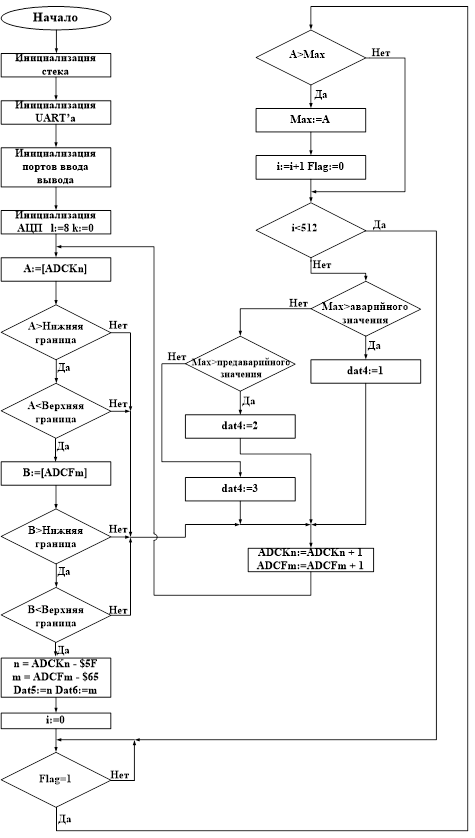 Начало
Инициализация
стека
Инициализация
UART'а
Инициализация
портов ввода
вывода
Инициализация
АЦП l:=8 k:=0
A:=[ADCKn]
A>Нижняя
граница
Нет
Да
A<Верхняя
граница
Нет
Да
B:=[ADCFm]
B>Нижняя
граница
Нет
Да
B<Верхняя
граница
Нет
Да
n = ADCKn - $5F
m = ADCFm - $65
Dat5:=n Dat6:=m
i:=0
Flag=1
Нет
Да
A>Max
Нет
Да
Max:=A
i:=i+1 Flag:=0
i<512
Да
Нет
Max>аварийного
значения
Нет
Да
dat4:=1
Max>предаварийного
значения
Нет
Да
dat4:=2
dat4:=3
ADCKn:=ADCKn + 1
ADCFm:=ADCFm + 1